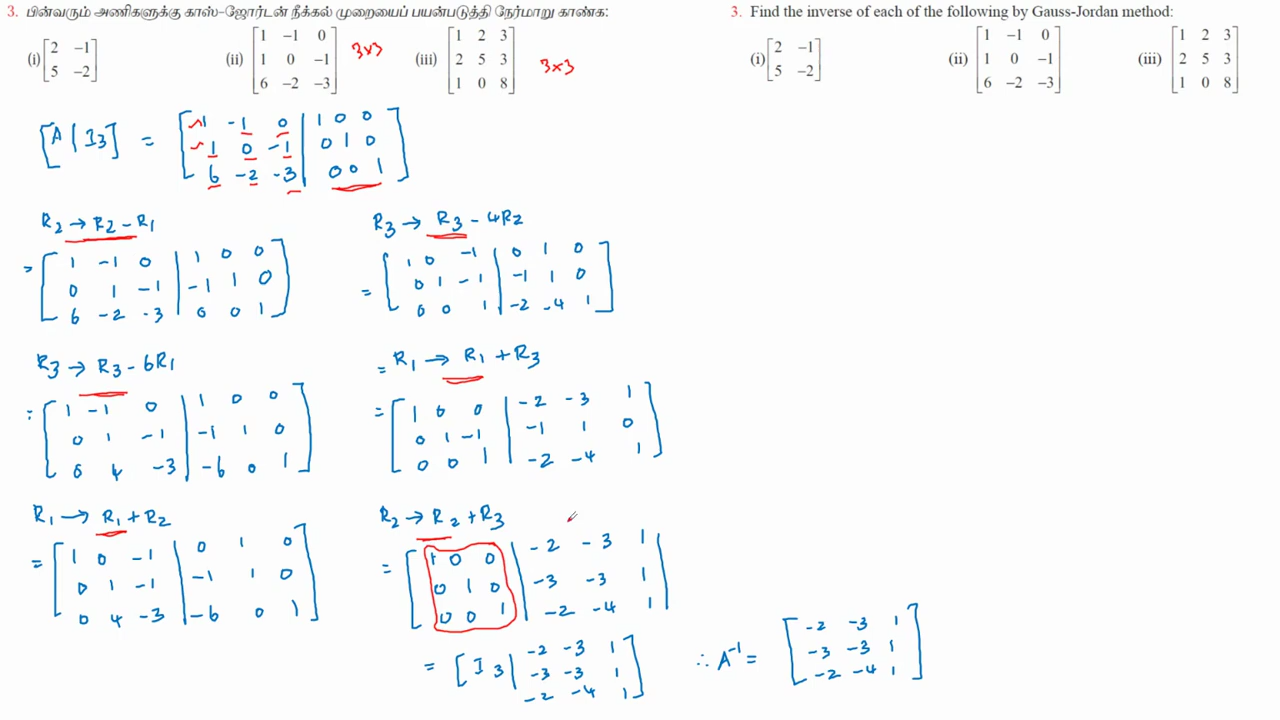 3. பின்வரும் அணிகளுக்கு காஸ்-ஜோர்டன் நீக்கல் முறையைப் பயன்படுத்தி நேர்மாறு காண்க:
(i) [2 −1; 5 −2] (ii) [1 −1 0; 1 0 −1; 6 −2 −3] 3x3 (iii) [1 2 3; 2 5 3; 1 0 8] 3x3
3. Find the inverse of each of the following by Gauss-Jordan method:
(i) [2 −1; 5 −2] (ii) [1 −1 0; 1 0 −1; 6 −2 −3] (iii) [1 2 3; 2 5 3; 1 0 8]
[A | I3] = [1 -1 0 | 1 0 0
1 0 -1 | 0 1 0
6 -2 -3 | 0 0 1]
R2 → R2 - R1
= [1 -1 0 | 1 0 0
0 1 -1 | -1 1 0
6 -2 -3 | 0 0 1]
R3 → R3 - 6R1
= [1 -1 0 | 1 0 0
0 1 -1 | -1 1 0
0 4 -3 | -6 0 1]
R1 → R1 + R2
= [1 0 -1 | 0 1 0
0 1 -1 | -1 1 0
0 4 -3 | -6 0 1]
R3 → R3 - 4R2
= [1 0 -1 | 0 1 0
0 1 -1 | -1 1 0
0 0 1 | -2 -4 1]
= R1 → R1 + R3
= [1 0 0 | -2 -3 1
0 1 -1 | -1 1 0
0 0 1 | -2 -4 1]
R2 → R2 + R3
= [1 0 0 | -2 -3 1
0 1 0 | -3 -3 1
0 0 1 | -2 -4 1]
= [I3 | -2 -3 1
-3 -3 1
-2 -4 1]
∴ A⁻¹ = [-2 -3 1
-3 -3 1
-2 -4 1]